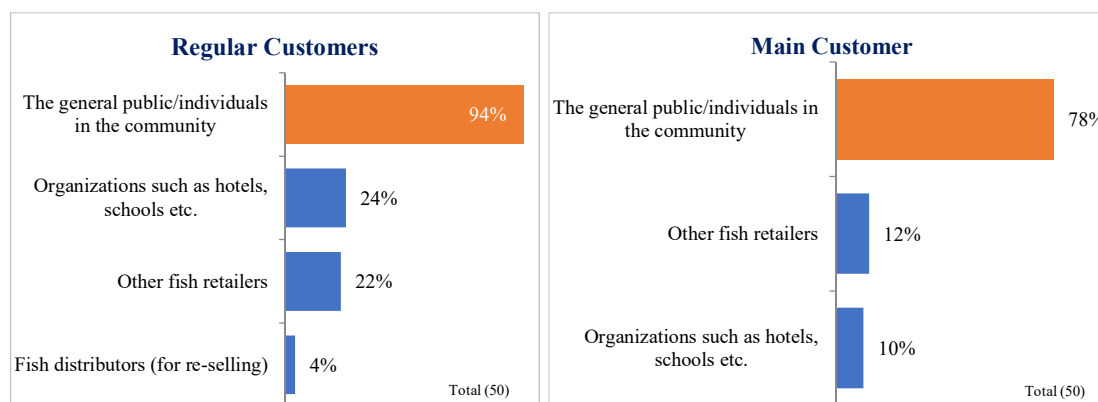 Regular Customers
The general public/individuals
in the community
94%
Organizations such as hotels,
schools etc.
24%
Other fish retailers
22%
Fish distributors (for re-selling)
4%
Total (50)
Main Customer
The general public/individuals in
the community
78%
Other fish retailers
12%
Organizations such as hotels,
schools etc.
10%
Total (50)